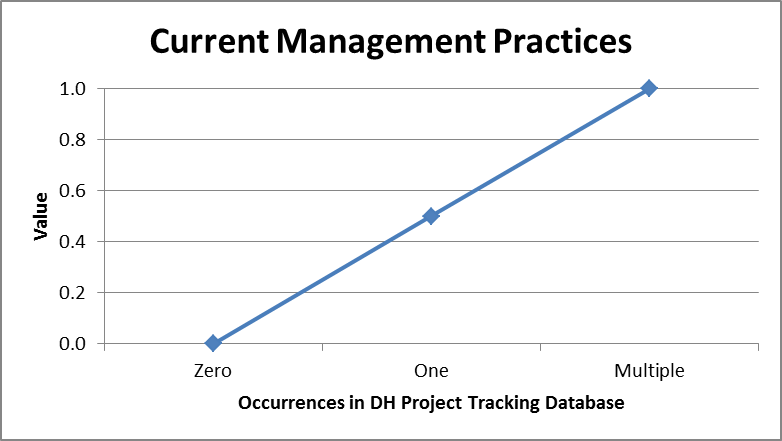 Current Management Practices
1.0
0.8
0.6
0.4
0.2
0.0
Value
Zero
One
Multiple
Occurrences in DH Project Tracking Database